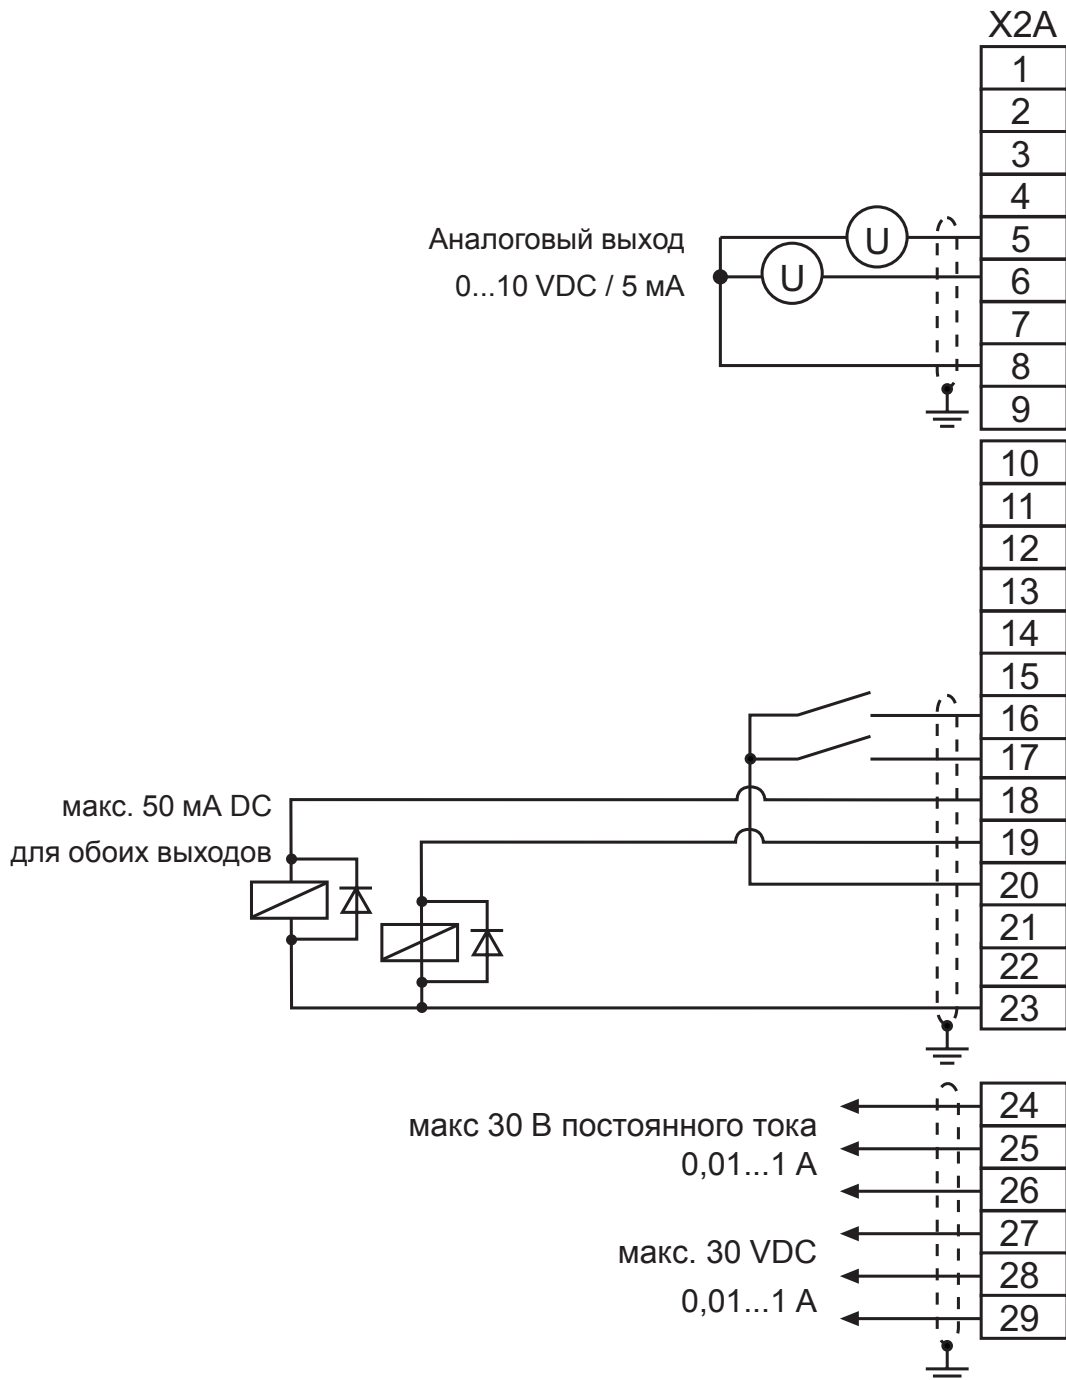 X2A
1
2
3
4
Аналоговый выход
U
5
0...10 VDC / 5 мА
U
6
7
8
9
10
11
12
13
14
15
16
17
макс. 50 мА DC
18
для обоих выходов
19
20
21
22
23
24
макс 30 В постоянного тока
25
0,01...1 А
26
27
макс. 30 VDC
28
0,01...1 А
29